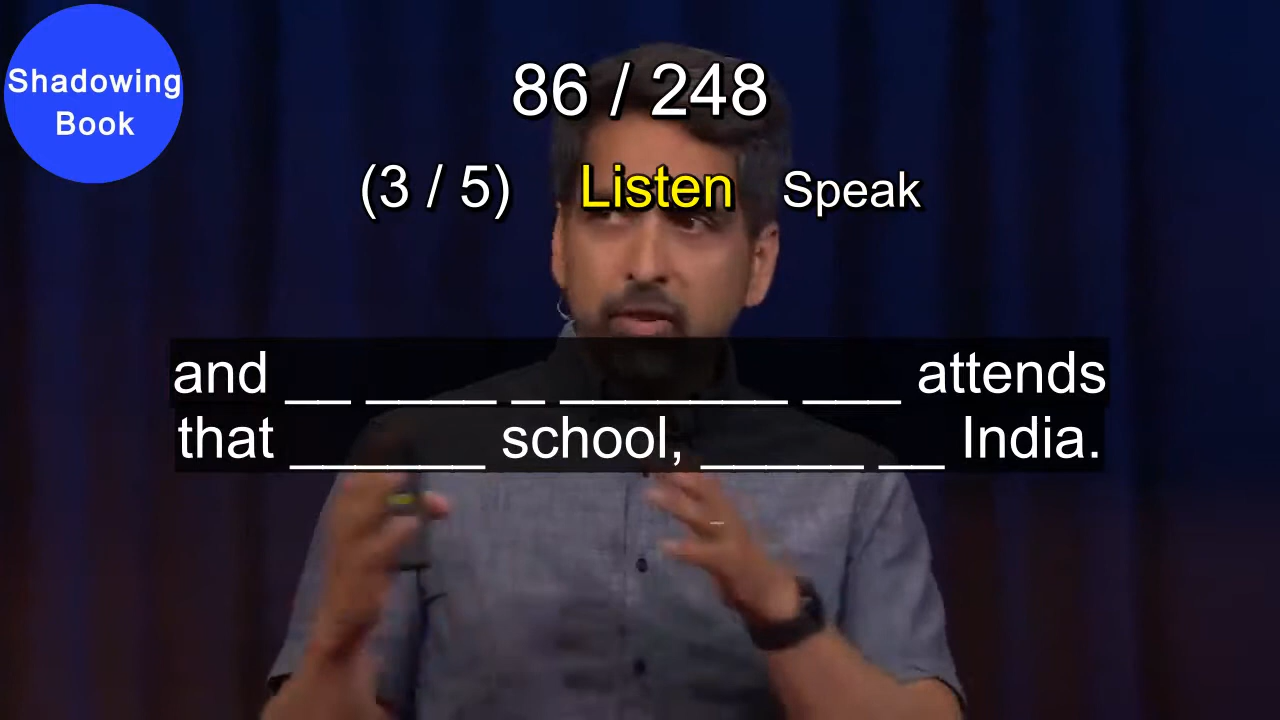 Shadowing
Book
86 / 248
(3 / 5) Listen Speak
and __ ____ _ _______ ___ attends
that ______ school, _____ __ India.